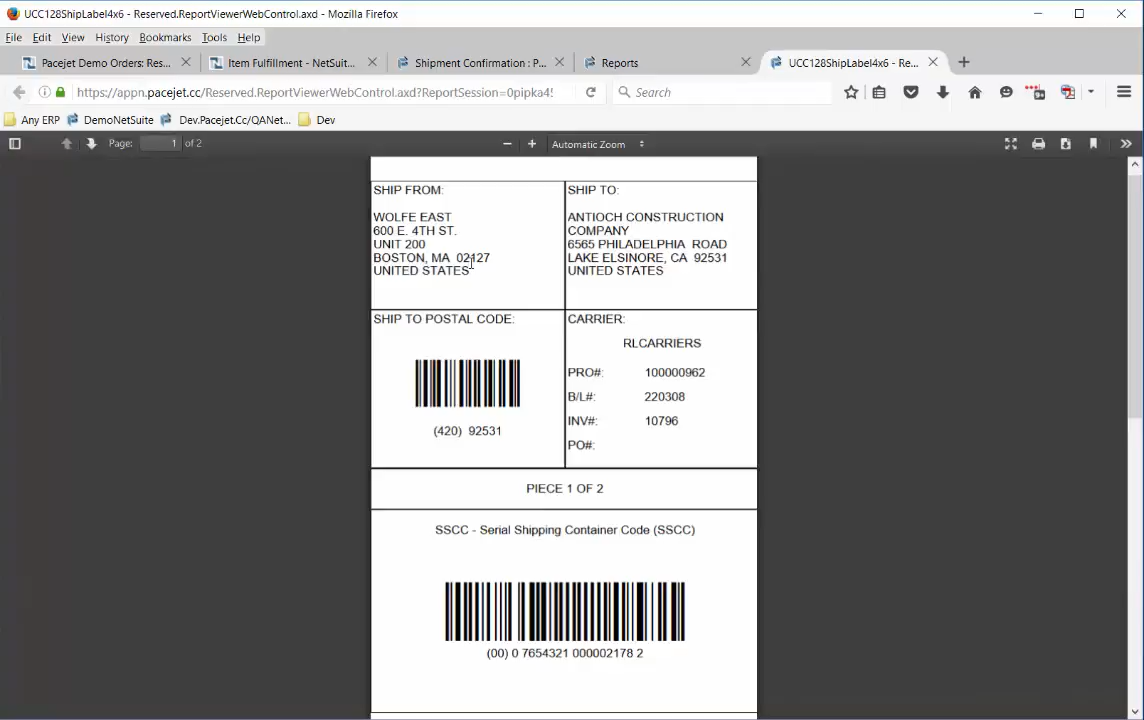 UCC128ShipLabel4x6 - Reserved.ReportViewerWebControl.axd - Mozilla Firefox
File Edit View History Bookmarks Tools Help
Pacejet Demo Orders: Res... Item Fulfillment - NetSuit... Shipment Confirmation : P... Reports UCC128ShipLabel4x6 - Re...
https://appn.pacejet.cc/Reserved.ReportViewerWebControl.axd?ReportSession=0pipka4! Search
Any ERP DemoNetSuite Dev.Pacejet.Cc/QANet... Dev
Page: 1 of 2 Automatic Zoom
SHIP FROM:
WOLFE EAST
600 E. 4TH ST.
UNIT 200
BOSTON, MA 02127
UNITED STATES
SHIP TO:
ANTIOCH CONSTRUCTION
COMPANY
6565 PHILADELPHIA ROAD
LAKE ELSINORE, CA 92531
UNITED STATES
SHIP TO POSTAL CODE:
(420) 92531
CARRIER:
RLCARRIERS
PRO#: 100000962
B/L#: 220308
INV#: 10796
PO#:
PIECE 1 OF 2
SSCC - Serial Shipping Container Code (SSCC)
(00) 0 7654321 000002178 2